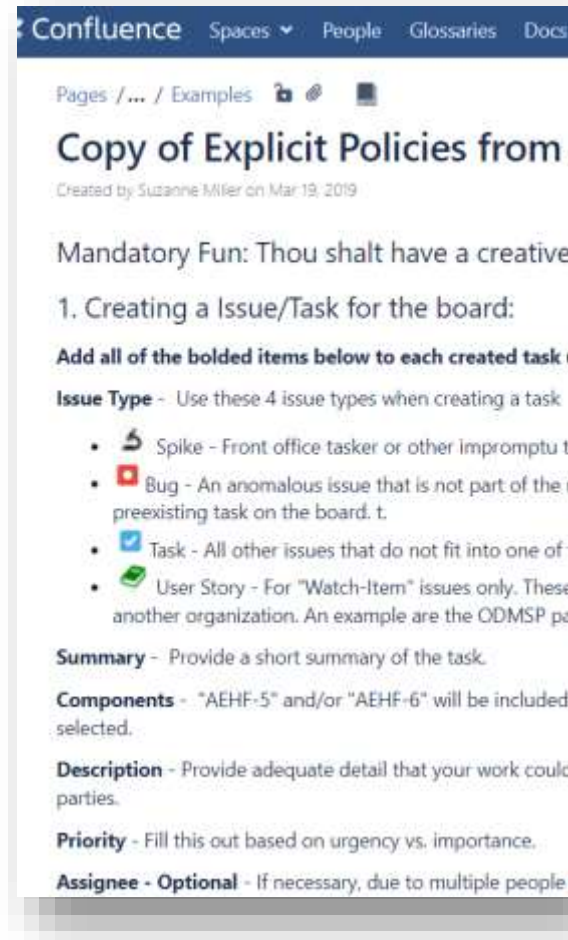 Confluence Spaces People Glossaries Docs
Pages /... / Examples
Copy of Explicit Policies from
Created by Suzanne Miller on Mar 19, 2019
Mandatory Fun: Thou shalt have a creative
1. Creating a Issue/Task for the board:
Add all of the bolded items below to each created task
Issue Type - Use these 4 issue types when creating a task
• Spike - Front office tasker or other impromptu t
• Bug - An anomalous issue that is not part of the
preexisting task on the board. t.
• Task - All other issues that do not fit into one of
• User Story - For "Watch-Item" issues only. These
another organization. An example are the ODMSP pa
Summary - Provide a short summary of the task.
Components - "AEHF-5" and/or "AEHF-6" will be included
selected.
Description - Provide adequate detail that your work could
parties.
Priority - Fill this out based on urgency vs. importance.
Assignee - Optional - If necessary, due to multiple people